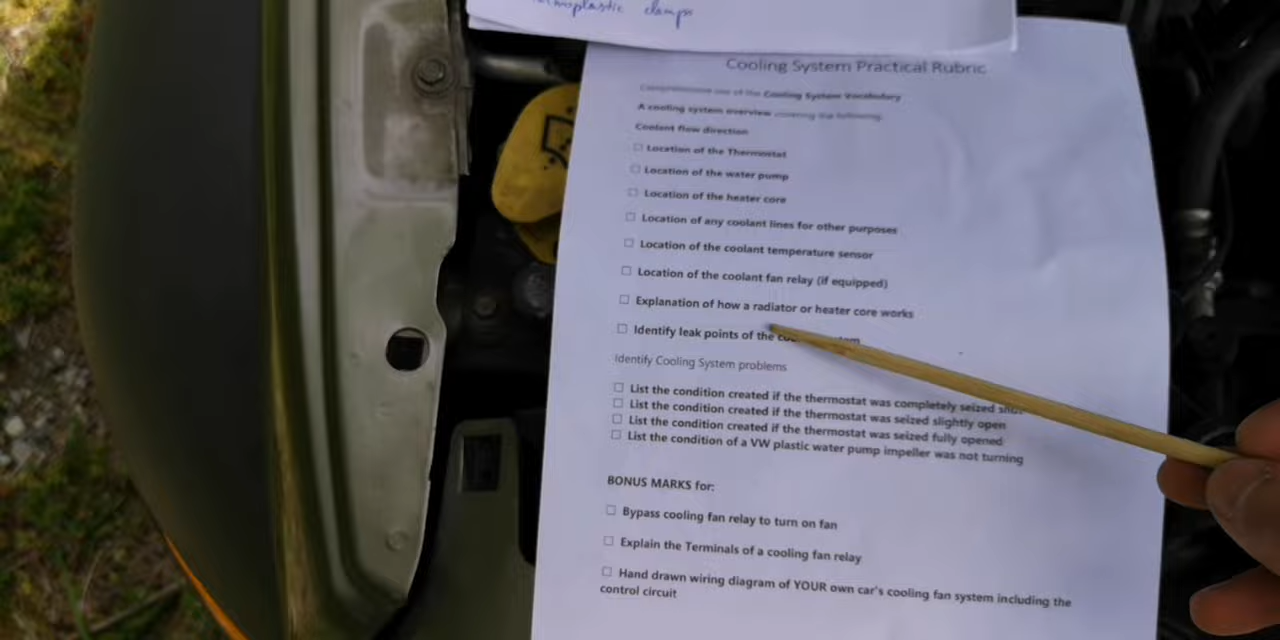 clamps
Cooling System Practical Rubric
Comprehensive use of the Cooling System Vocabulary
A cooling system overview covering the following
Coolant flow direction
☐ Location of the Thermostat
☐ Location of the water pump
☐ Location of the heater core
☐ Location of any coolant lines for other purposes
☐ Location of the coolant temperature sensor
☐ Location of the coolant fan relay (if equipped)
☐ Explanation of how a radiator or heater core works
☐ Identify leak points of the
Identify Cooling System problems
☐ List the condition created if the thermostat was completely seized
☐ List the condition created if the thermostat was seized slightly open
☐ List the condition created if the thermostat was seized fully opened
☐ List the condition of a VW plastic water pump impeller was not turning
BONUS MARKS for:
☐ Bypass cooling fan relay to turn on fan
☐ Explain the Terminals of a cooling fan relay
☐ Hand drawn wiring diagram of YOUR own car's cooling fan system including the
control circuit